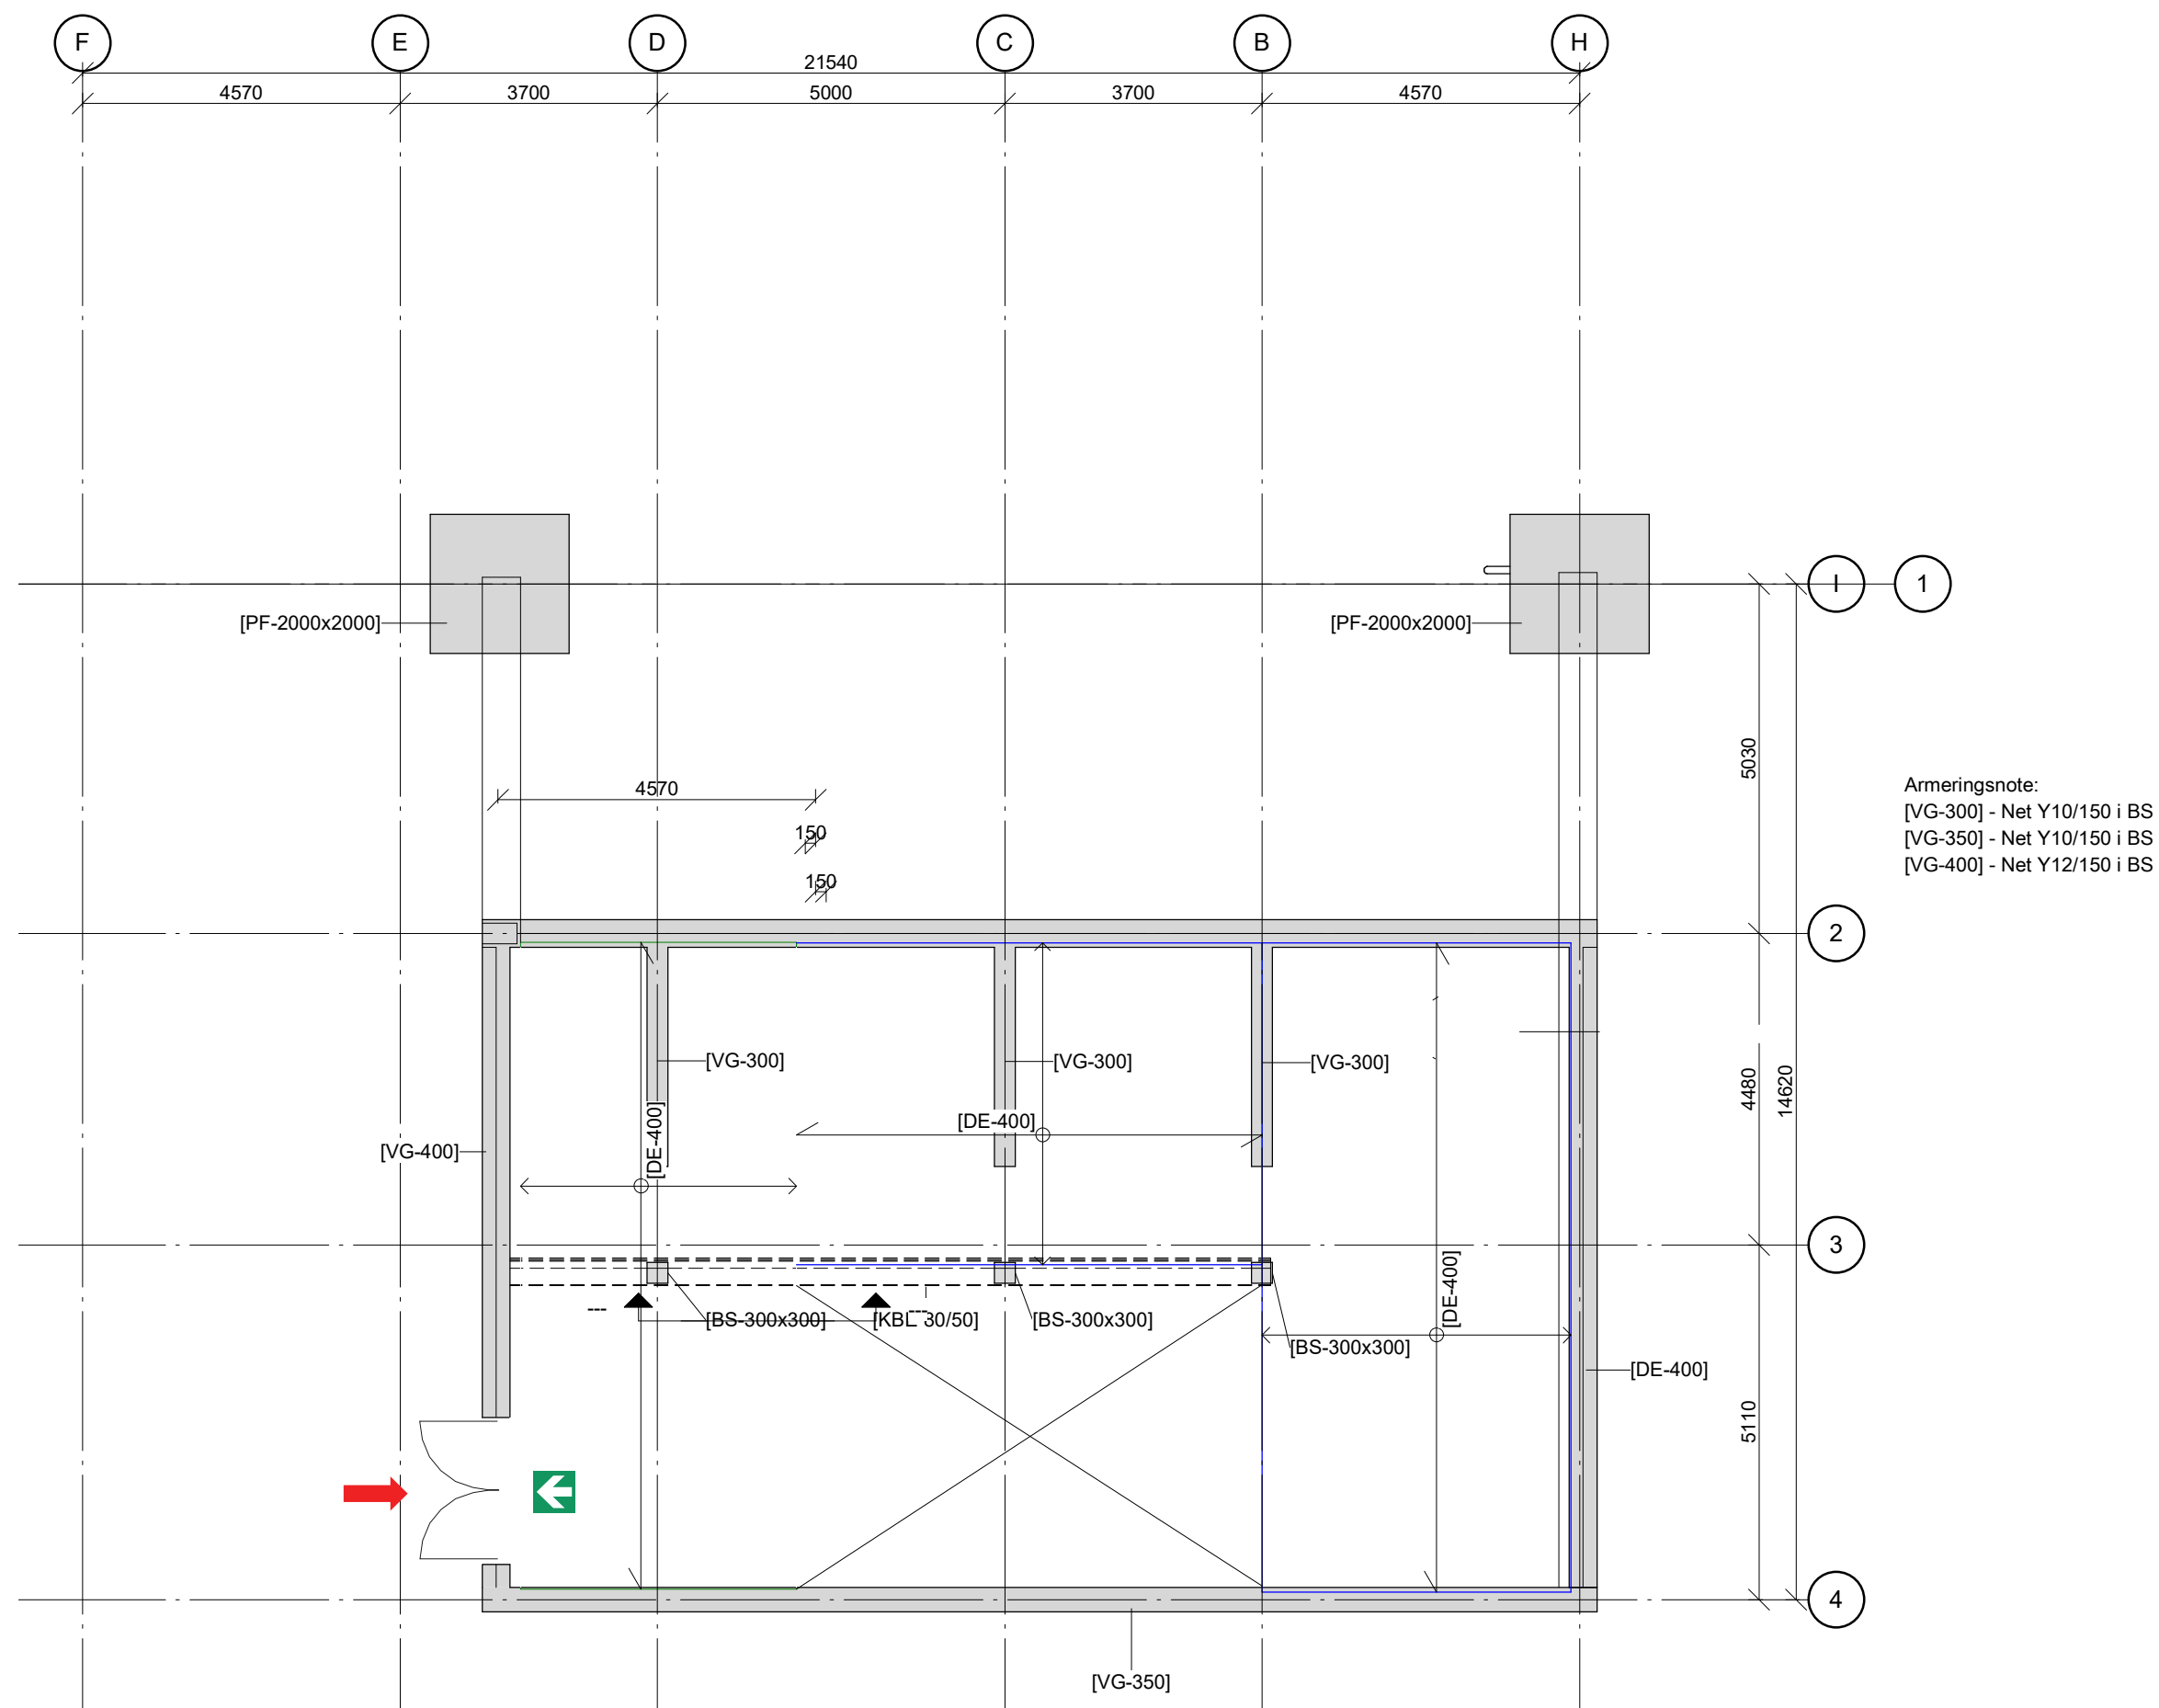 F
E
D
C
B
H
21540
4570
3700
5000
3700
4570
I
1
[PF-2000x2000]
[PF-2000x2000]
5030
4570
150
150
Armeringsnote:
[VG-300] - Net Y10/150 i BS
[VG-350] - Net Y10/150 i BS
[VG-400] - Net Y12/150 i BS
2
[VG-300]
[VG-300]
[VG-300]
4480
14620
[DE-400]
[DE-400]
[VG-400]
3
[DE-400]
---
---
[BS-300x300]
[KBL 30/50]
[BS-300x300]
[BS-300x300]
[DE-400]
5110
4
[VG-350]